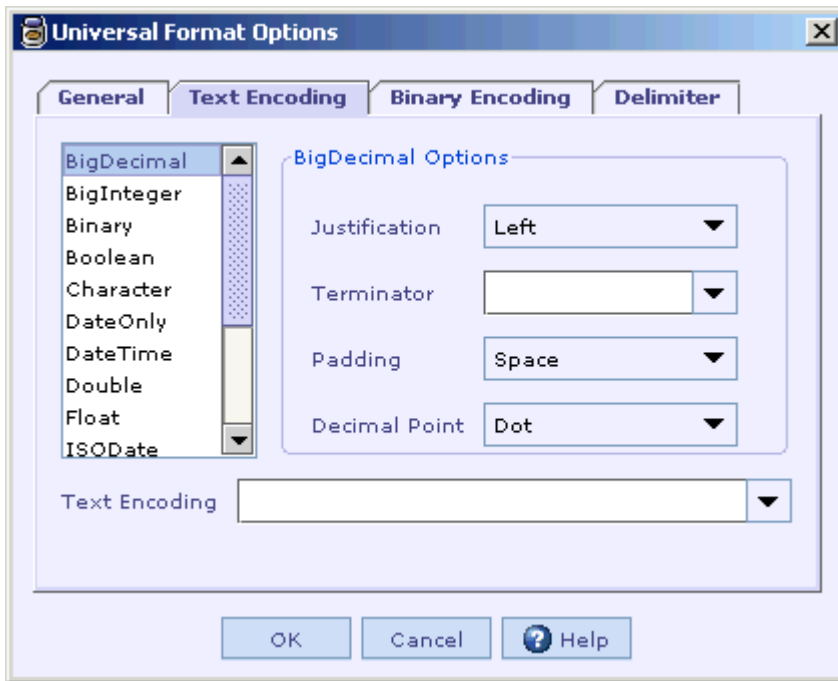 Universal Format Options
General Text Encoding Binary Encoding Delimiter
BigDecimal
BigInteger
Binary
Boolean
Character
DateOnly
DateTime
Double
Float
ISODate
BigDecimal Options
Justification Left
Terminator
Padding Space
Decimal Point Dot
Text Encoding
OK Cancel ? Help